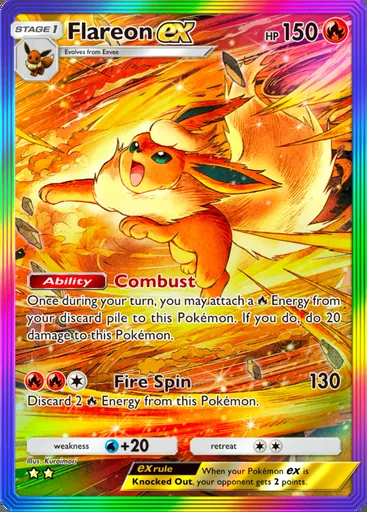 STAGE 1 Flareon ex HP 150
Evolves from Eevee
Ability Combust
Once during your turn, you may attach a Energy from
your discard pile to this Pokémon. If you do, do 20
damage to this Pokémon.
Fire Spin 130
Discard 2 Energy from this Pokémon.
weakness +20 retreat
Illus. Kuroimori
ex rule When your Pokémon ex is
Knocked Out, your opponent gets 2 points.